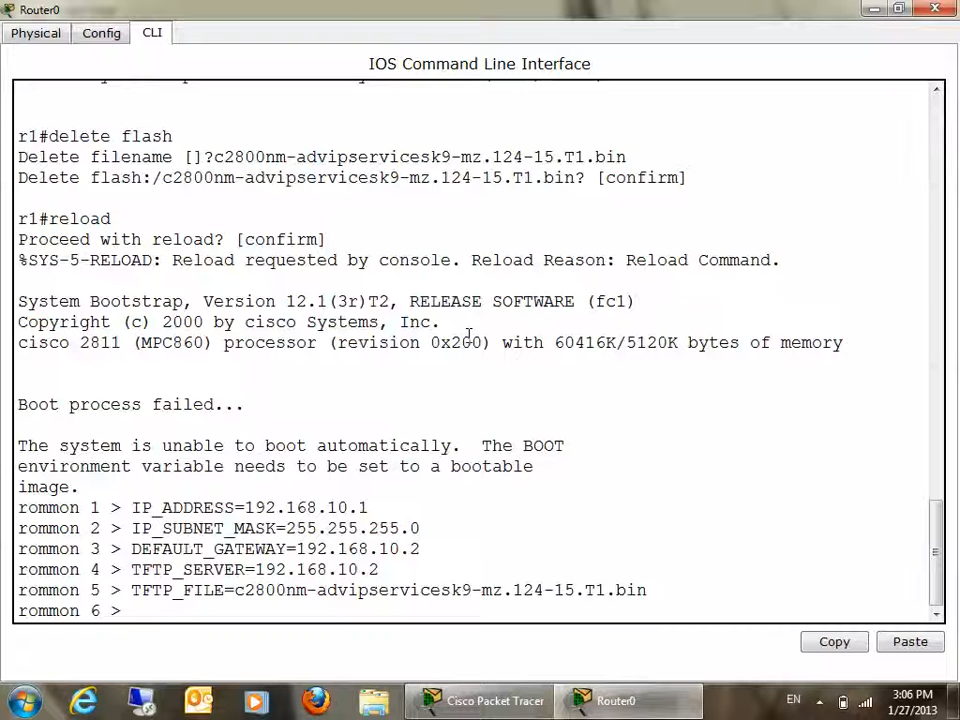 Router0
Physical Config CLI
IOS Command Line Interface
r1#delete flash
Delete filename []?c2800nm-advipservicesk9-mz.124-15.T1.bin
Delete flash:/c2800nm-advipservicesk9-mz.124-15.T1.bin? [confirm]
r1#reload
Proceed with reload? [confirm]
%SYS-5-RELOAD: Reload requested by console. Reload Reason: Reload Command.
System Bootstrap, Version 12.1(3r)T2, RELEASE SOFTWARE (fc1)
Copyright (c) 2000 by cisco Systems, Inc.
cisco 2811 (MPC860) processor (revision 0x200) with 60416K/5120K bytes of memory
Boot process failed...
The system is unable to boot automatically.  The BOOT
environment variable needs to be set to a bootable
image.
rommon 1 > IP_ADDRESS=192.168.10.1
rommon 2 > IP_SUBNET_MASK=255.255.255.0
rommon 3 > DEFAULT_GATEWAY=192.168.10.2
rommon 4 > TFTP_SERVER=192.168.10.2
rommon 5 > TFTP_FILE=c2800nm-advipservicesk9-mz.124-15.T1.bin
rommon 6 >
Copy Paste
Cisco Packet Tracer Router0 EN 3:06 PM
1/27/2013